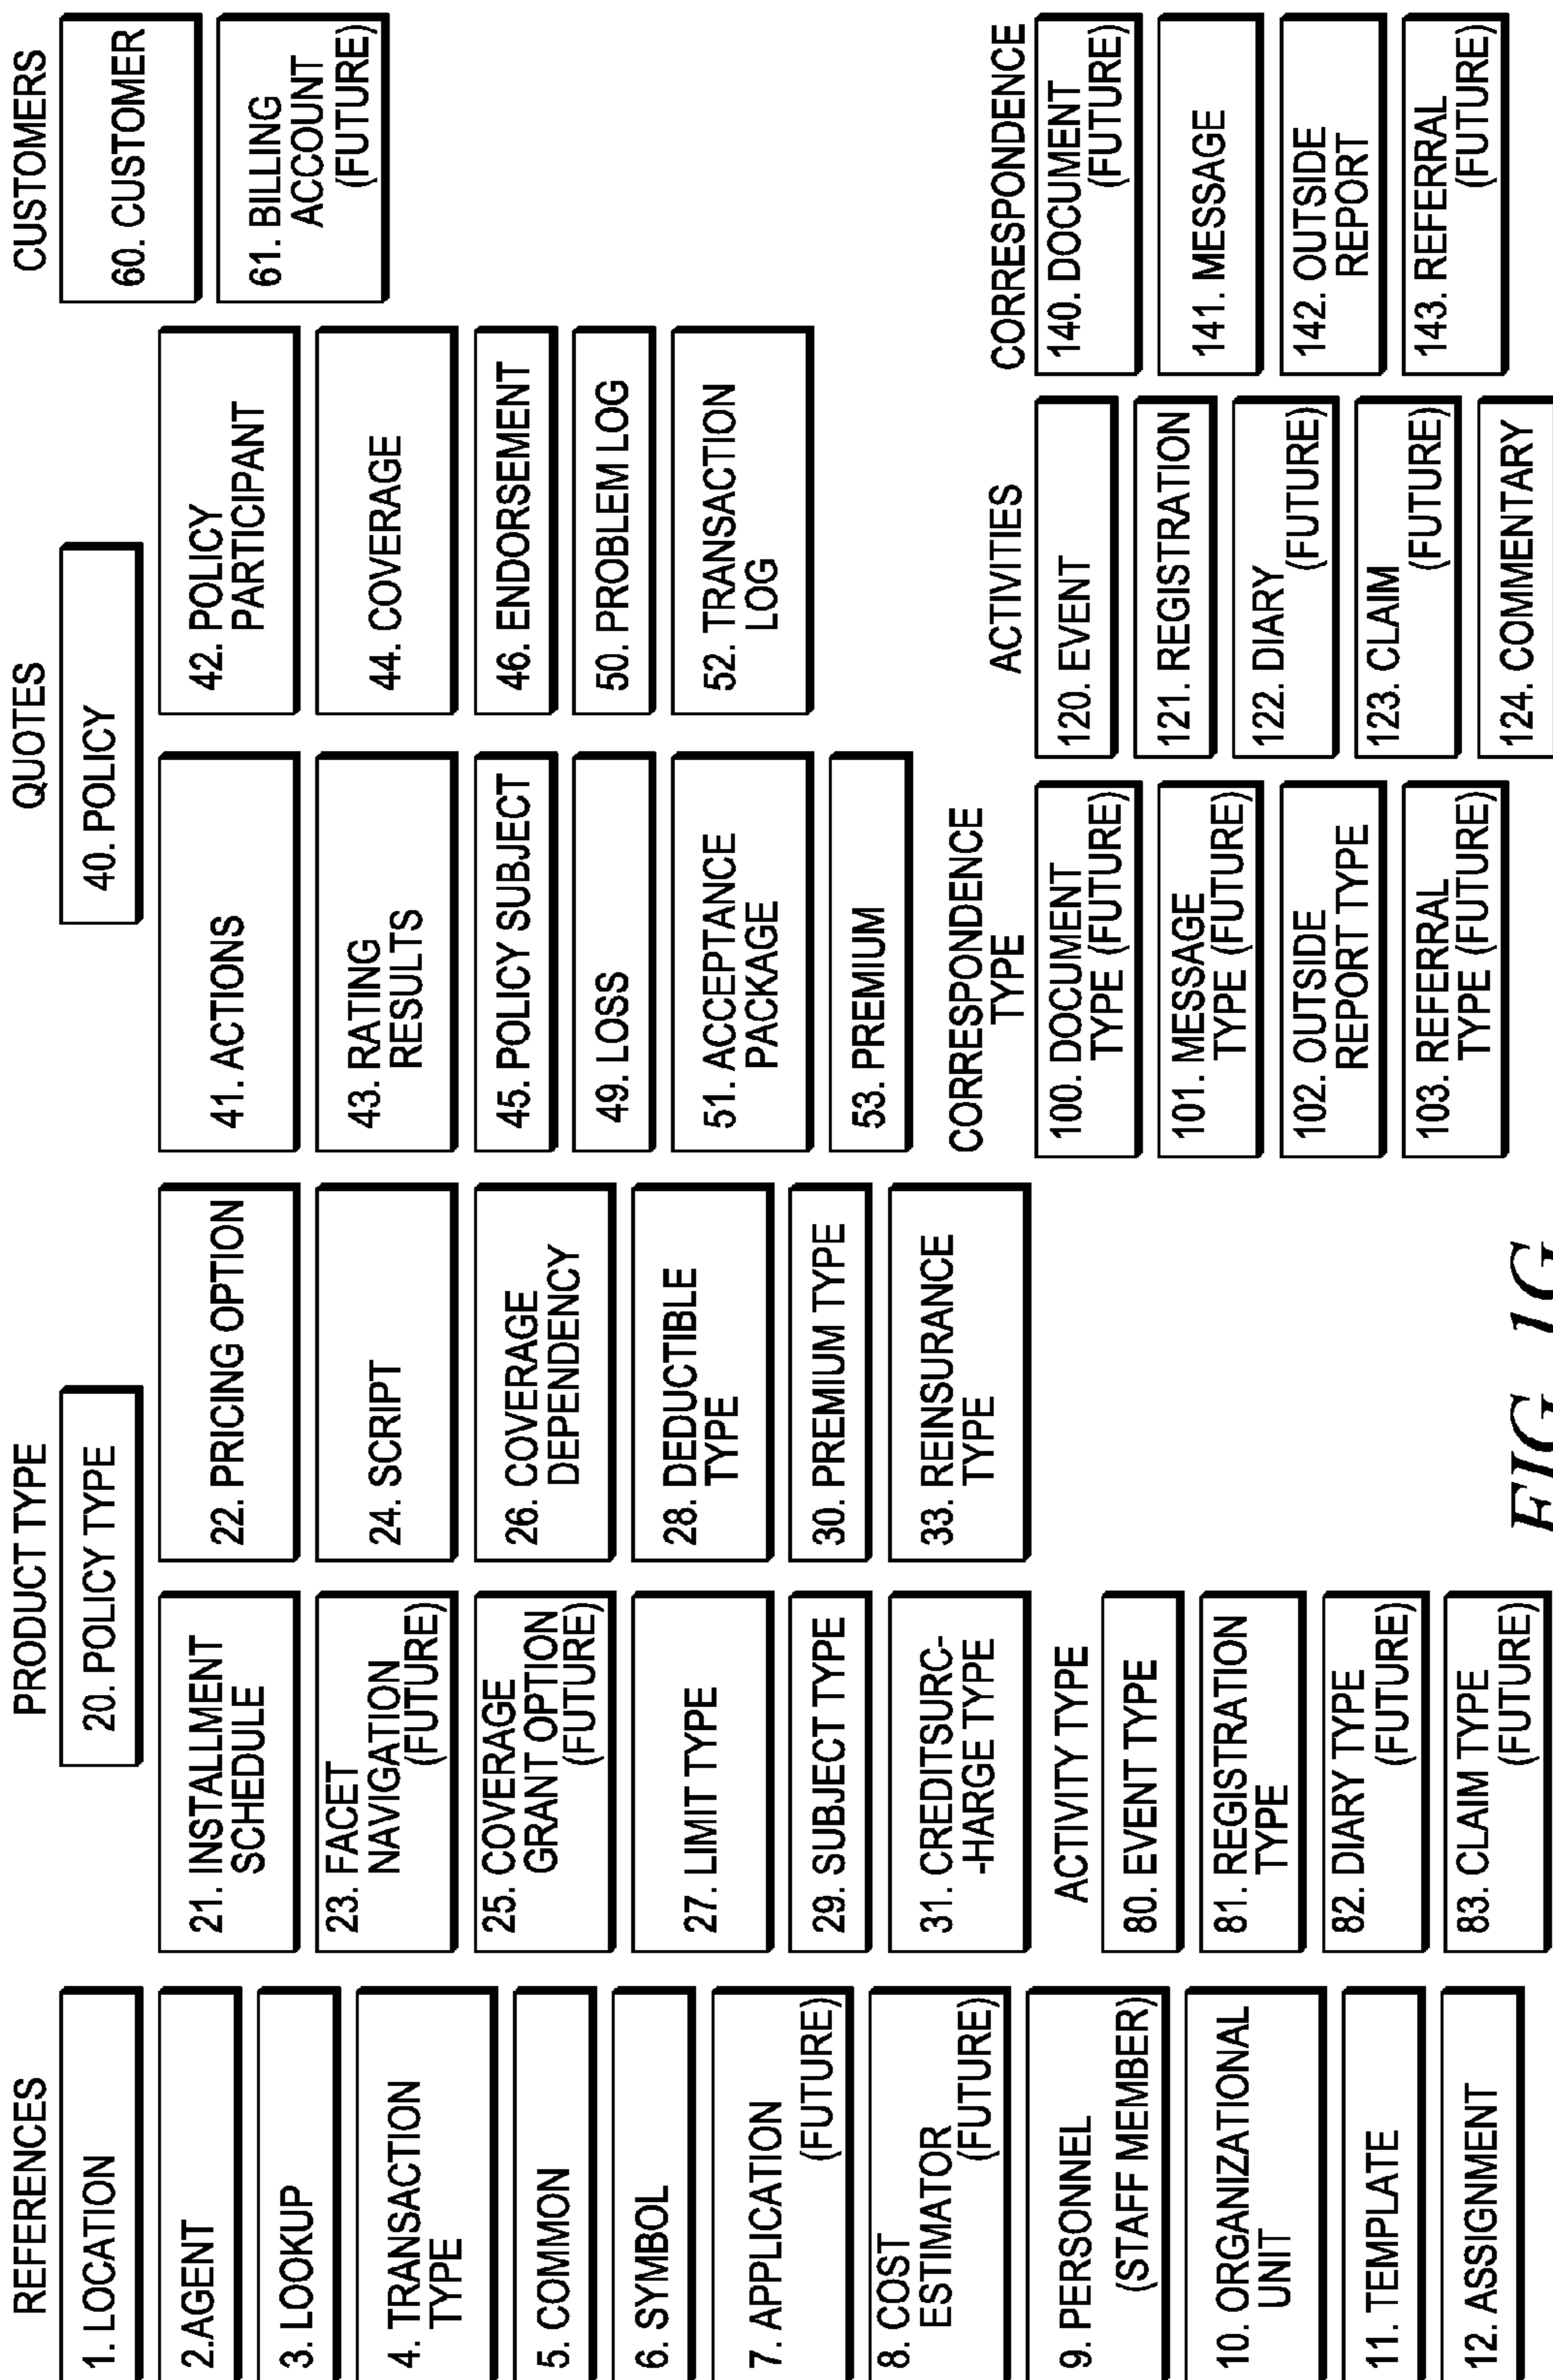 REFERENCES
1. LOCATION
2.AGENT
3. LOOKUP
4. TRANSACTION
TYPE
5. COMMON
6. SYMBOL
7. APPLICATION
(FUTURE)
8. COST
ESTIMATOR
(FUTURE)
9. PERSONNEL
(STAFF MEMBER)
10. ORGANIZATIONAL
UNIT
11. TEMPLATE
12. ASSIGNMENT
PRODUCT TYPE
20. POLICY TYPE
21. INSTALLMENT
SCHEDULE
22. PRICING OPTION
23. FACET
NAVIGATION
(FUTURE)
24. SCRIPT
25. COVERAGE
GRANT OPTION
(FUTURE)
26. COVERAGE
DEPENDENCY
27. LIMIT TYPE
28. DEDUCTIBLE
TYPE
29. SUBJECT TYPE
30. PREMIUM TYPE
31. CREDITSURC-
-HARGE TYPE
33. REINSURANCE
TYPE
ACTIVITY TYPE
80. EVENT TYPE
81. REGISTRATION
TYPE
82. DIARY TYPE
(FUTURE)
83. CLAIM TYPE
(FUTURE)
QUOTES
40. POLICY
41. ACTIONS
42. POLICY
PARTICIPANT
43. RATING
RESULTS
44. COVERAGE
45. POLICY SUBJECT
46. ENDORSEMENT
49. LOSS
50. PROBLEM LOG
51. ACCEPTANCE
PACKAGE
52. TRANSACTION
LOG
53. PREMIUM
CUSTOMERS
60. CUSTOMER
61. BILLING
ACCOUNT
(FUTURE)
CORRESPONDENCE
TYPE
100. DOCUMENT
TYPE (FUTURE)
101. MESSAGE
TYPE (FUTURE)
102. OUTSIDE
REPORT TYPE
103. REFERRAL
TYPE (FUTURE)
ACTIVITIES
120. EVENT
121. REGISTRATION
122. DIARY
(FUTURE)
123. CLAIM
(FUTURE)
124. COMMENTARY
CORRESPONDENCE
140. DOCUMENT
(FUTURE)
141. MESSAGE
142. OUTSIDE
REPORT
143. REFERRAL
(FUTURE)
FIG. 1G